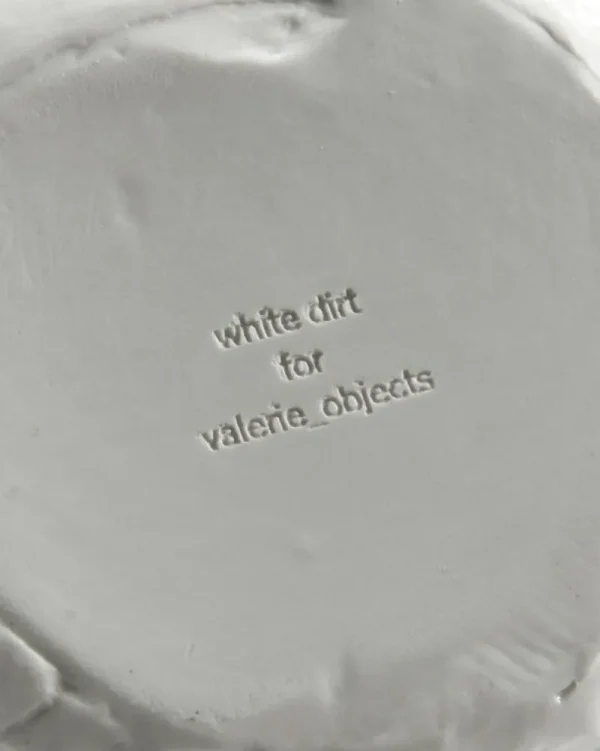 white dirt
for
valerie_objects